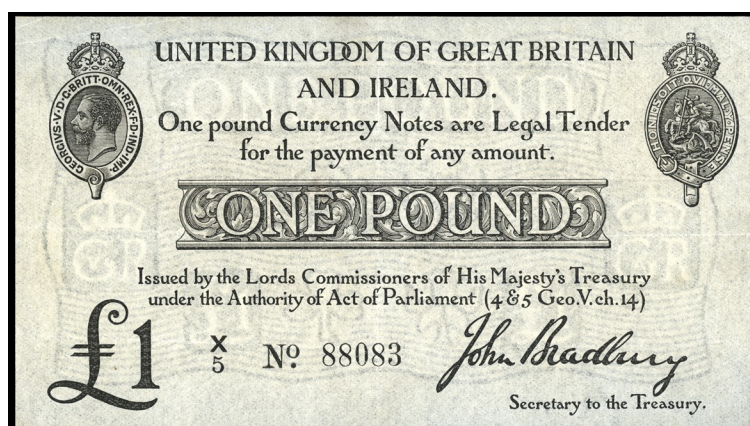 UNITED KINGDOM OF GREAT BRITAIN
AND IRELAND.
GEORGIVS·V·D·G·BRITT·OMN·REX·F·D·IND·IMP·
HONI·SOIT·QVI·MAL·Y·PENSE
One pound Currency Notes are Legal Tender
for the payment of any amount.
ONE POUND
Issued by the Lords Commissioners of His Majesty's Treasury
under the Authority of Act of Parliament (4 & 5 Geo.V. ch.14)
£1
X
5
Nº 88083
John Bradbury
Secretary to the Treasury.